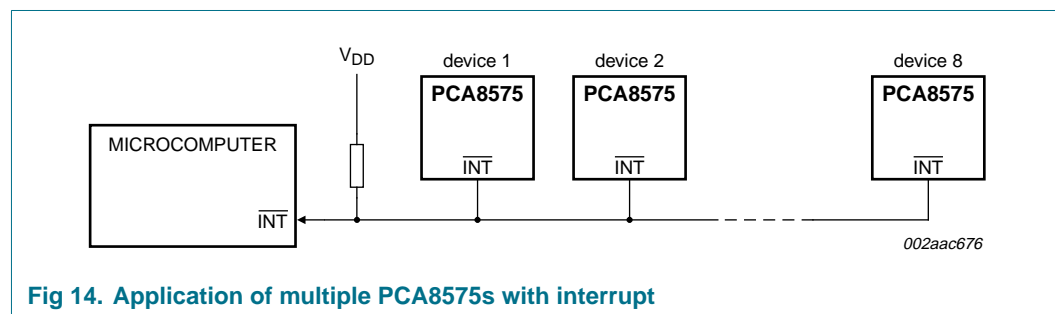 VDD
device 1
device 2
device 8
PCA8575
PCA8575
PCA8575
MICROCOMPUTER
INT
INT
INT
INT
002aac676
Fig 14. Application of multiple PCA8575s with interrupt